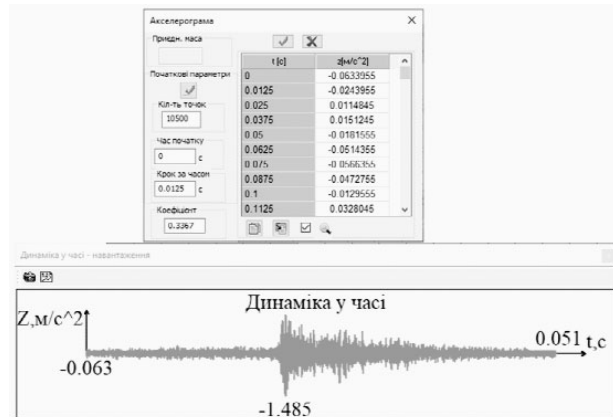 Акселерограма
Приєдн. маса
Початкові параметри
Кіл-ть точок
10500
Час початку
0 с
Крок за часом
0.0125 с
Коефіцієнт
0.3367
t [c] z[м/с^2]
0 -0.0633955
0.0125 -0.0243955
0.025 0.0114845
0.0375 0.0151245
0.05 -0.0181555
0.0625 -0.0514355
0.075 -0.0566355
0.0875 -0.0472755
0.1 -0.0129555
0.1125 0.0328045
Динаміка у часі - навантаження
Динаміка у часі
Z,м/с^2
0.051 t,c
-0.063
-1.485